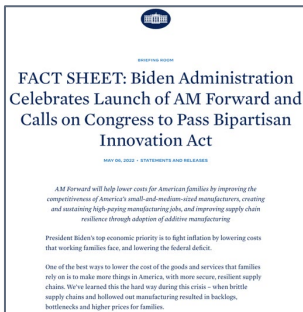 BRIEFING ROOM
FACT SHEET: Biden Administration
Celebrates Launch of AM Forward and
Calls on Congress to Pass Bipartisan
Innovation Act
MAY 06, 2022 • STATEMENTS AND RELEASES
AM Forward will help lower costs for American families by improving the
competitiveness of America's small-and-medium-sized manufacturers, creating
and sustaining high-paying manufacturing jobs, and improving supply chain
resilience through adoption of additive manufacturing
President Biden's top economic priority is to fight inflation by lowering costs
that working families face, and lowering the federal deficit.
One of the best ways to lower the cost of the goods and services that families
rely on is to make more things in America, with more secure, resilient supply
chains. We've learned this the hard way during this crisis – when brittle
supply chains and hollowed out manufacturing resulted in backlogs,
bottlenecks and higher prices for families.